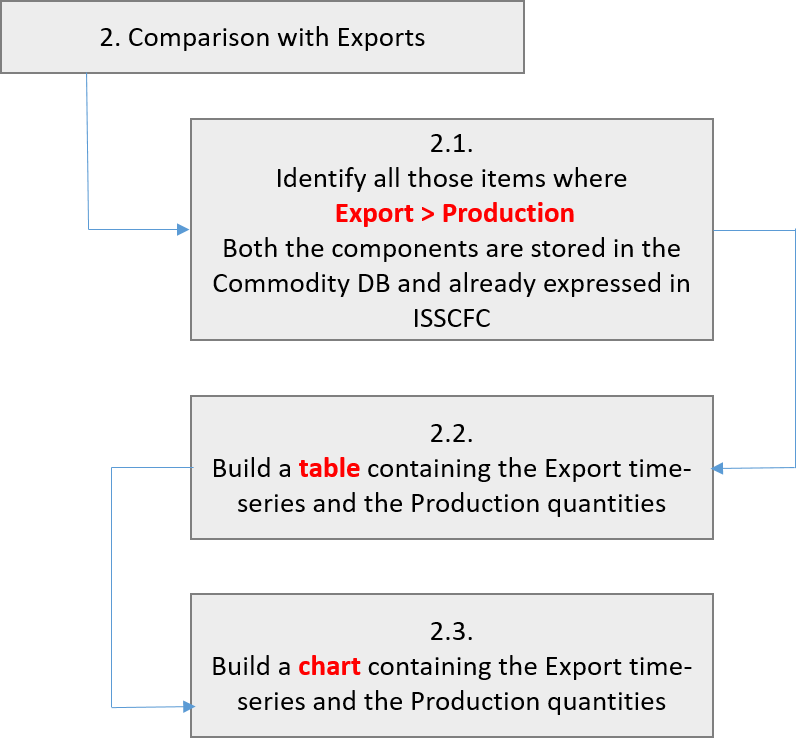 2. Comparison with Exports
2.1.
Identify all those items where
Export > Production
Both the components are stored in the
Commodity DB and already expressed in
ISSCFC
2.2.
Build a table containing the Export time-
series and the Production quantities
2.3.
Build a chart containing the Export time-
series and the Production quantities